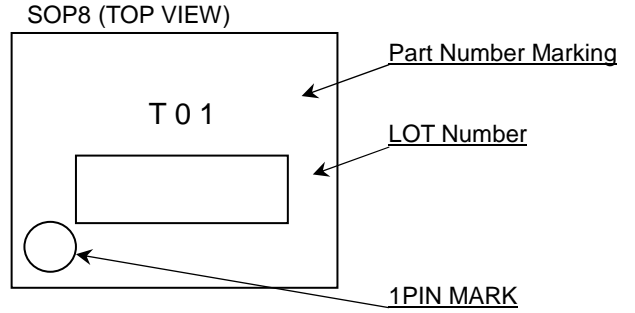 SOP8 (TOP VIEW)
Part Number Marking
T 0 1
LOT Number
1PIN MARK